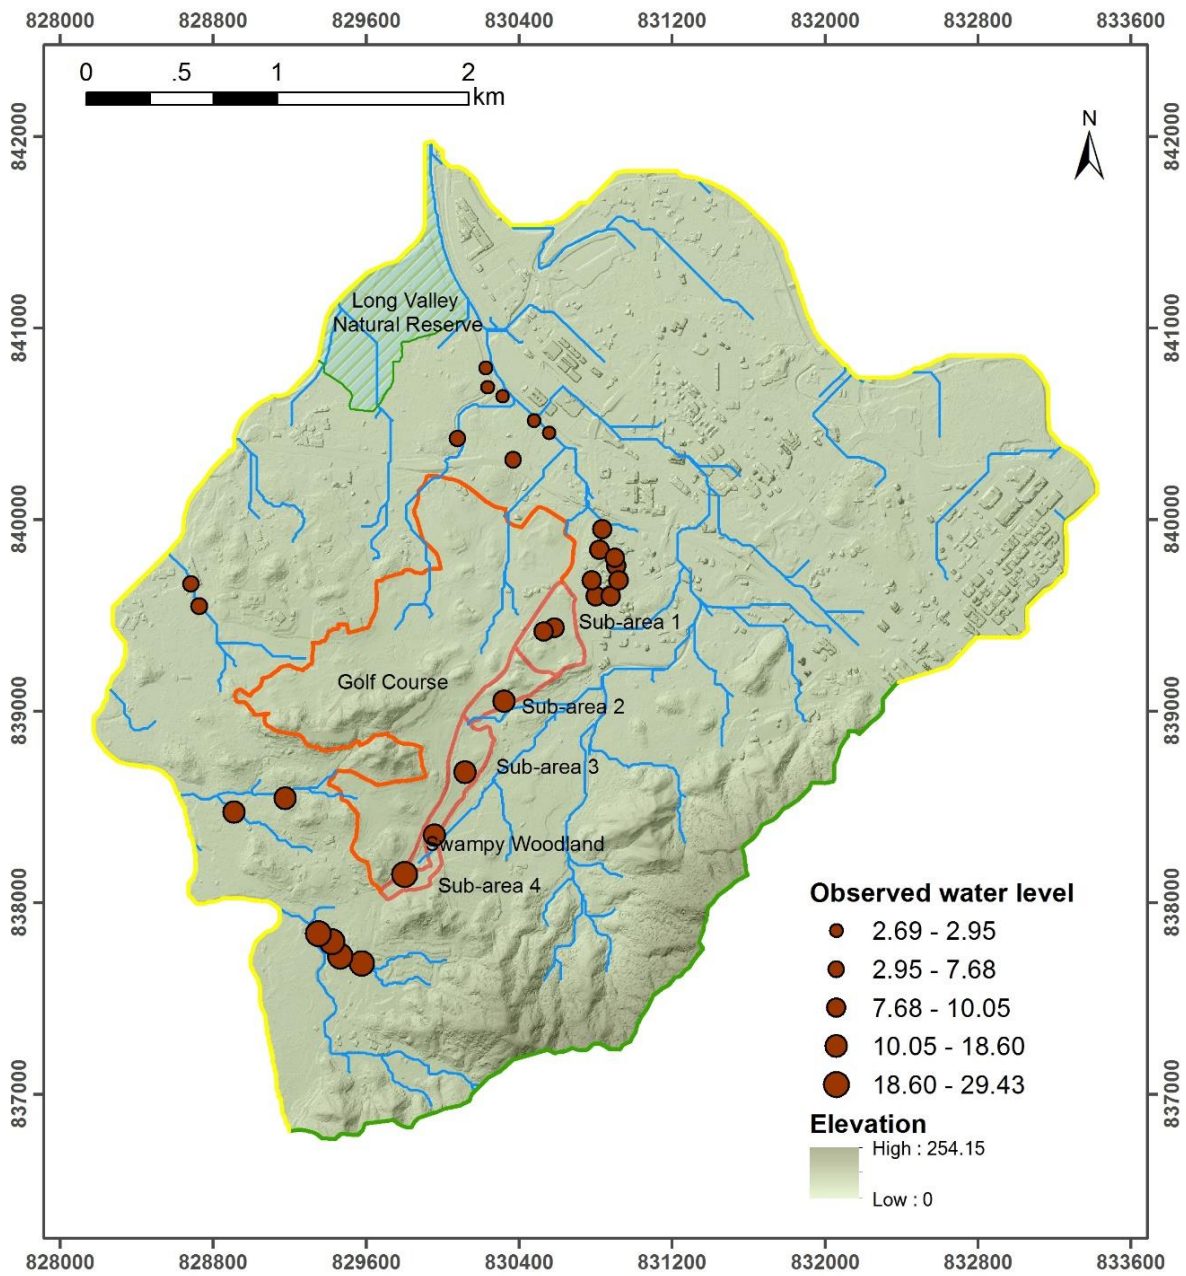 828000 828800 829600 830400 831200 832000 832800 833600
0 .5 1 2
km
N
842000 842000
Long Valley
Natural Reserve
841000 841000
840000 840000
Sub-area 1
Golf Course
839000 839000
Sub-area 2
Sub-area 3
Swampy Woodland
Sub-area 4
838000 838000
Observed water level
2.69 - 2.95
2.95 - 7.68
7.68 - 10.05
10.05 - 18.60
18.60 - 29.43
837000 837000
Elevation
High : 254.15
Low : 0
828000 828800 829600 830400 831200 832000 832800 833600